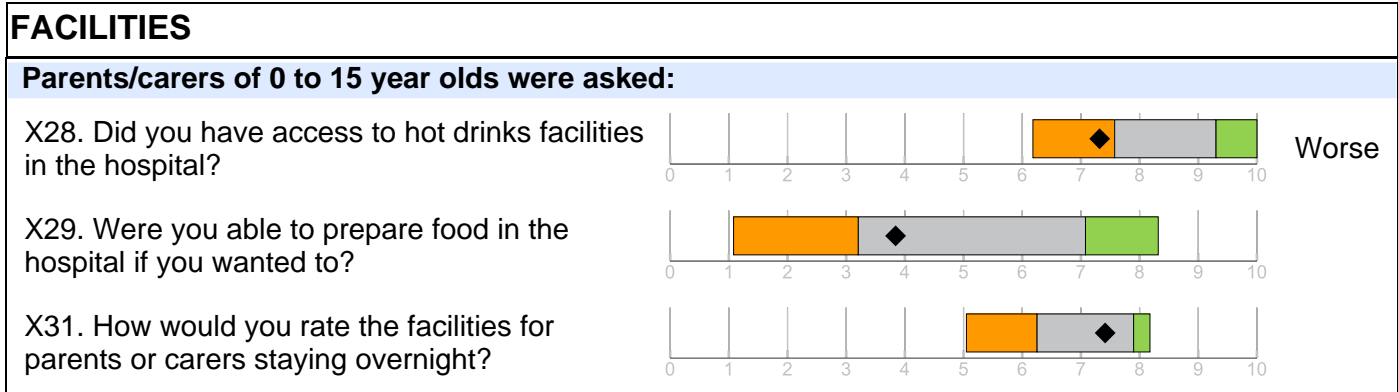 FACILITIES
Parents/carers of 0 to 15 year olds were asked:
X28. Did you have access to hot drinks facilities
in the hospital?
Worse
0 1 2 3 4 5 6 7 8 9 10
X29. Were you able to prepare food in the
hospital if you wanted to?
0 1 2 3 4 5 6 7 8 9 10
X31. How would you rate the facilities for
parents or carers staying overnight?
0 1 2 3 4 5 6 7 8 9 10